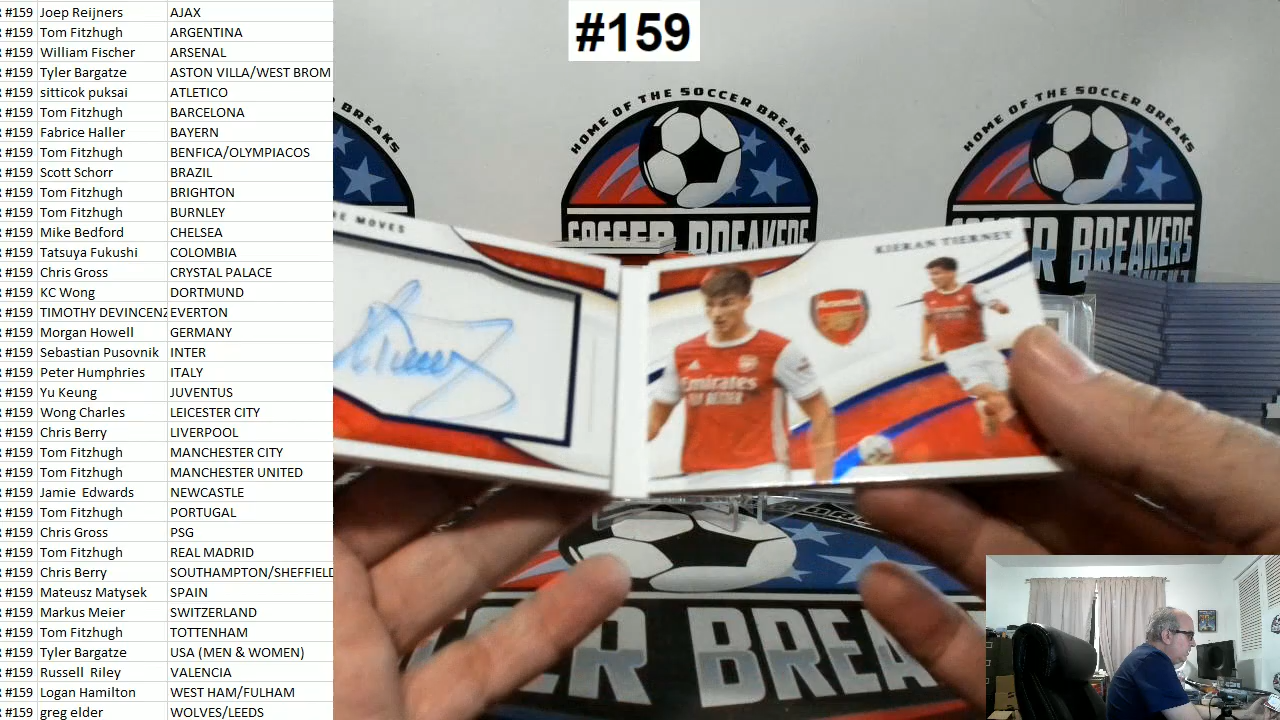 #159 Joep Reijners AJAX
#159 Tom Fitzhugh ARGENTINA
#159 William Fischer ARSENAL
#159 Tyler Bargatze ASTON VILLA/WEST BROM
#159 sitticok puksai ATLETICO
#159 Tom Fitzhugh BARCELONA
#159 Fabrice Haller BAYERN
#159 Tom Fitzhugh BENFICA/OLYMPIACOS
#159 Scott Schorr BRAZIL
#159 Tom Fitzhugh BRIGHTON
#159 Tom Fitzhugh BURNLEY
#159 Mike Bedford CHELSEA
#159 Tatsuya Fukushi COLOMBIA
#159 Chris Gross CRYSTAL PALACE
#159 KC Wong DORTMUND
#159 TIMOTHY DEVINCENZ EVERTON
#159 Morgan Howell GERMANY
#159 Sebastian Pusovnik INTER
#159 Peter Humphries ITALY
#159 Yu Keung JUVENTUS
#159 Wong Charles LEICESTER CITY
#159 Chris Berry LIVERPOOL
#159 Tom Fitzhugh MANCHESTER CITY
#159 Tom Fitzhugh MANCHESTER UNITED
#159 Jamie Edwards NEWCASTLE
#159 Tom Fitzhugh PORTUGAL
#159 Chris Gross PSG
#159 Tom Fitzhugh REAL MADRID
#159 Chris Berry SOUTHAMPTON/SHEFFIELD
#159 Mateusz Matysek SPAIN
#159 Markus Meier SWITZERLAND
#159 Tom Fitzhugh TOTTENHAM
#159 Tyler Bargatze USA (MEN & WOMEN)
#159 Russell Riley VALENCIA
#159 Logan Hamilton WEST HAM/FULHAM
#159 greg elder WOLVES/LEEDS
#159
BREAKS
HOME OF THE SOCCER BREAKS
SOCCER BREAKERS
HOME OF THE SOCCER BREAKS
R BREAKERS
MOVES
KIERAN TIERNEY
Arsenal
Emirates
FLY BETTER
CER BREA